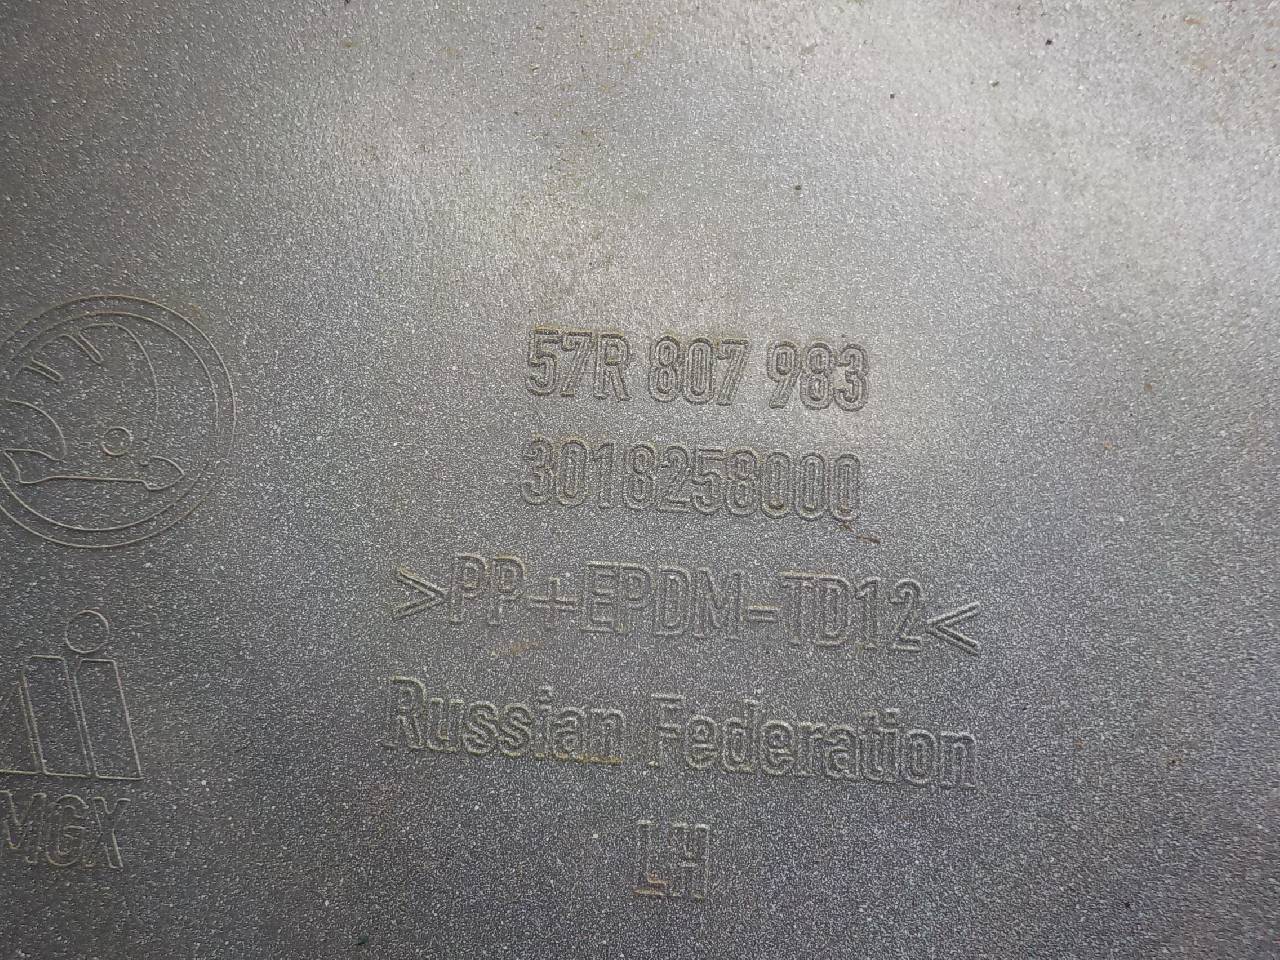 57R 807 983
3018258000
>PP+EPDM-TD12<
Russian Federation
MGX
LH